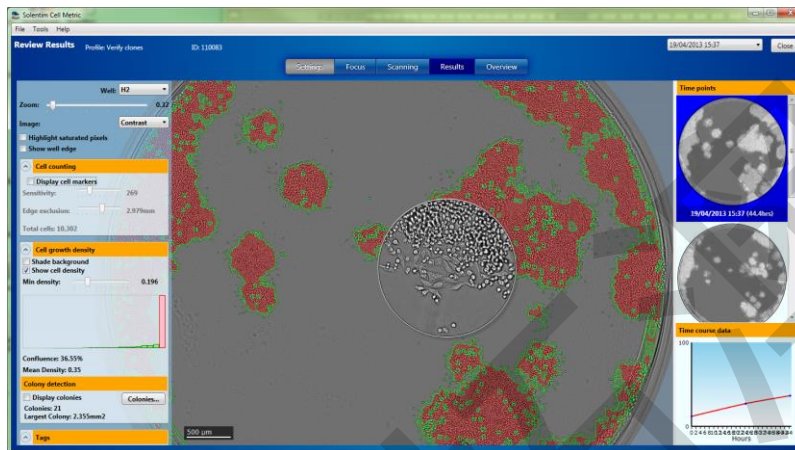 Solentim Cell Metric
File Tools Help
Review Results Profile: Verify clones ID: 110083 19/04/2013 15:37 Close
Settings Focus Scanning Results Overview
Well: H2
Zoom: 0.32
Image: Contrast
Highlight saturated pixels
Show well edge
Cell counting
Display cell markers
Sensitivity: 269
Edge exclusion: 2.979mm
Total cells: 10,302
Cell growth density
Shade background
Show cell density
Min density: 0.196
Confluence: 36.55%
Mean Density: 0.35
Colony detection
Display colonies Colonies...
Colonies: 21
Largest Colony: 2.355mm2
Tags
500 µm
Time points
19/04/2013 15:37 (44.4hrs)
Time course data
100
0
Hours